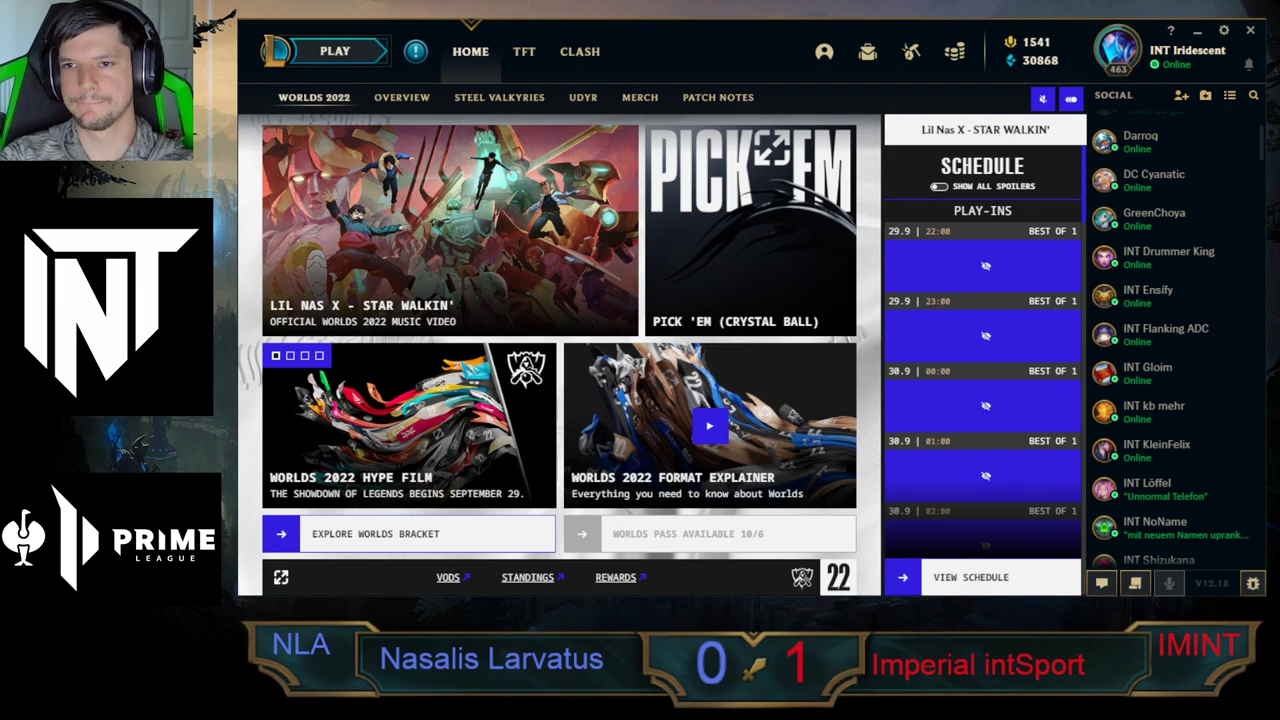 PLAY
HOME
TFT
CLASH
1541
30868
463
INT Iridescent
Online
WORLDS 2022
OVERVIEW
STEEL VALKYRIES
UDYR
MERCH
PATCH NOTES
SOCIAL
LIL NAS X - STAR WALKIN'
OFFICIAL WORLDS 2022 MUSIC VIDEO
PICK 'EM
PICK 'EM (CRYSTAL BALL)
WORLDS 2022 HYPE FILM
THE SHOWDOWN OF LEGENDS BEGINS SEPTEMBER 29.
WORLDS 2022 FORMAT EXPLAINER
Everything you need to know about Worlds
EXPLORE WORLDS BRACKET
WORLDS PASS AVAILABLE 10/6
VODS
STANDINGS
REWARDS
22
Lil Nas X - STAR WALKIN'
SCHEDULE
SHOW ALL SPOILERS
PLAY-INS
29.9 | 22:00 BEST OF 1
29.9 | 23:00 BEST OF 1
30.9 | 00:00 BEST OF 1
30.9 | 01:00 BEST OF 1
30.9 | 02:00 BEST OF 1
VIEW SCHEDULE
Darroq
Online
DC Cyanatic
Online
GreenChoya
Online
INT Drummer King
Online
INT Ensify
Online
INT Flanking ADC
Online
INT Gloim
Online
INT kb mehr
Online
INT KleinFelix
Online
INT Löffel
"Unnormal Telefon"
INT NoName
"mit neuem Namen uprank...
INT Shizukana
V12.18
INT
PRIME
LEAGUE
NLA
Nasalis Larvatus
0
1
Imperial intSport
IMINT